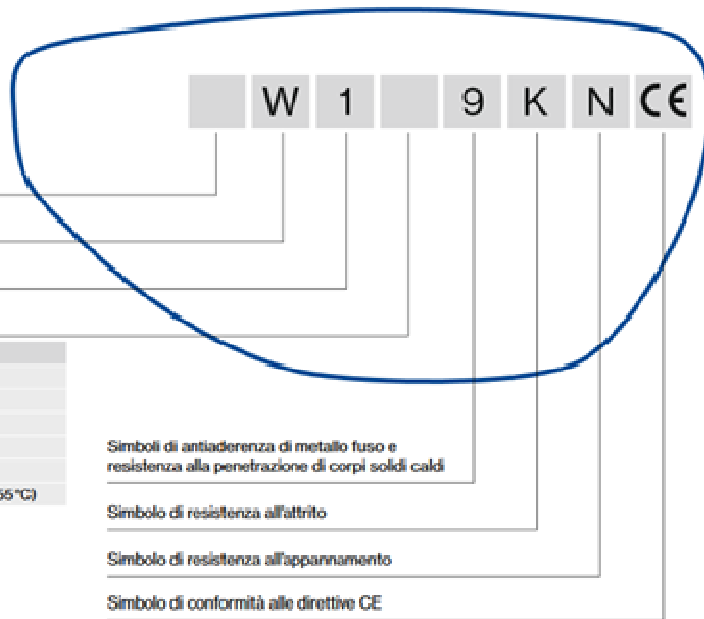 W 1 9 K N CE
Simboli di antiaderenza di metallo fuso e
resistenza alla penetrazione di corpi solidi caldi
55°C)
Simbolo di resistenza all'attrito
Simbolo di resistenza all'appannamento
Simbolo di conformità alle direttive CE